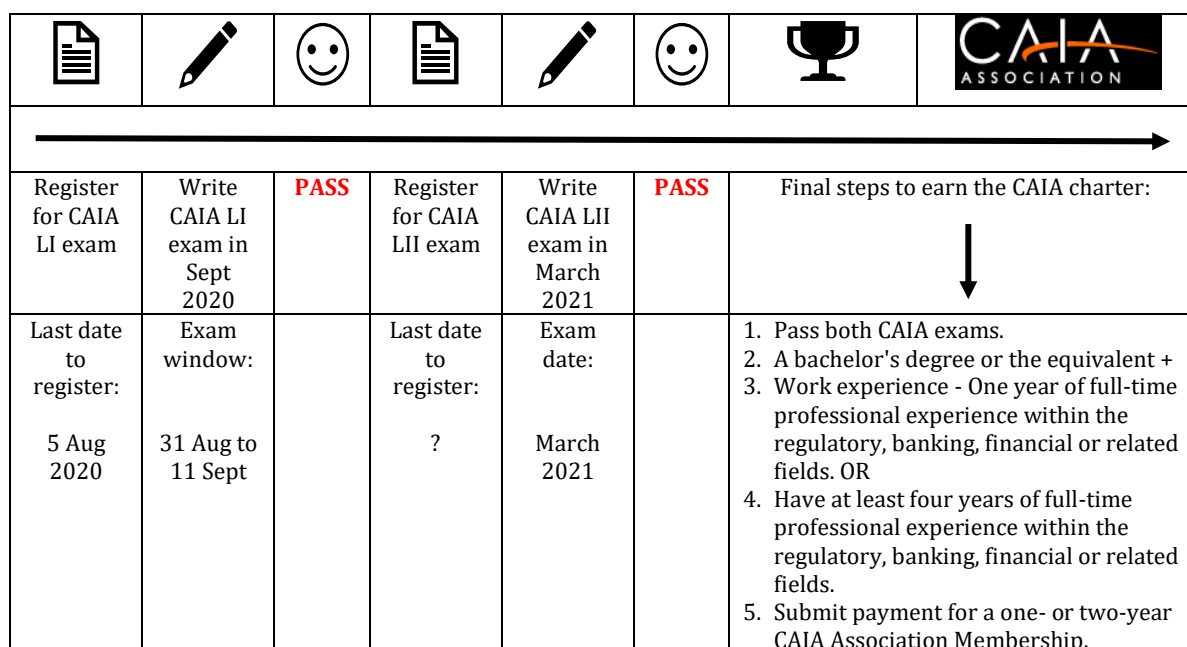 CAIA
ASSOCIATION
Register
for CAIA
LI exam
Write
CAIA LI
exam in
Sept
2020
PASS
Register
for CAIA
LII exam
Write
CAIA LII
exam in
March
2021
PASS
Final steps to earn the CAIA charter:
Last date
to
register:
5 Aug
2020
Exam
window:
31 Aug to
11 Sept
Last date
to
register:
?
Exam
date:
March
2021
1. Pass both CAIA exams.
2. A bachelor's degree or the equivalent +
3. Work experience - One year of full-time
professional experience within the
regulatory, banking, financial or related
fields. OR
4. Have at least four years of full-time
professional experience within the
regulatory, banking, financial or related
fields.
5. Submit payment for a one- or two-year
CAIA Association Membership.